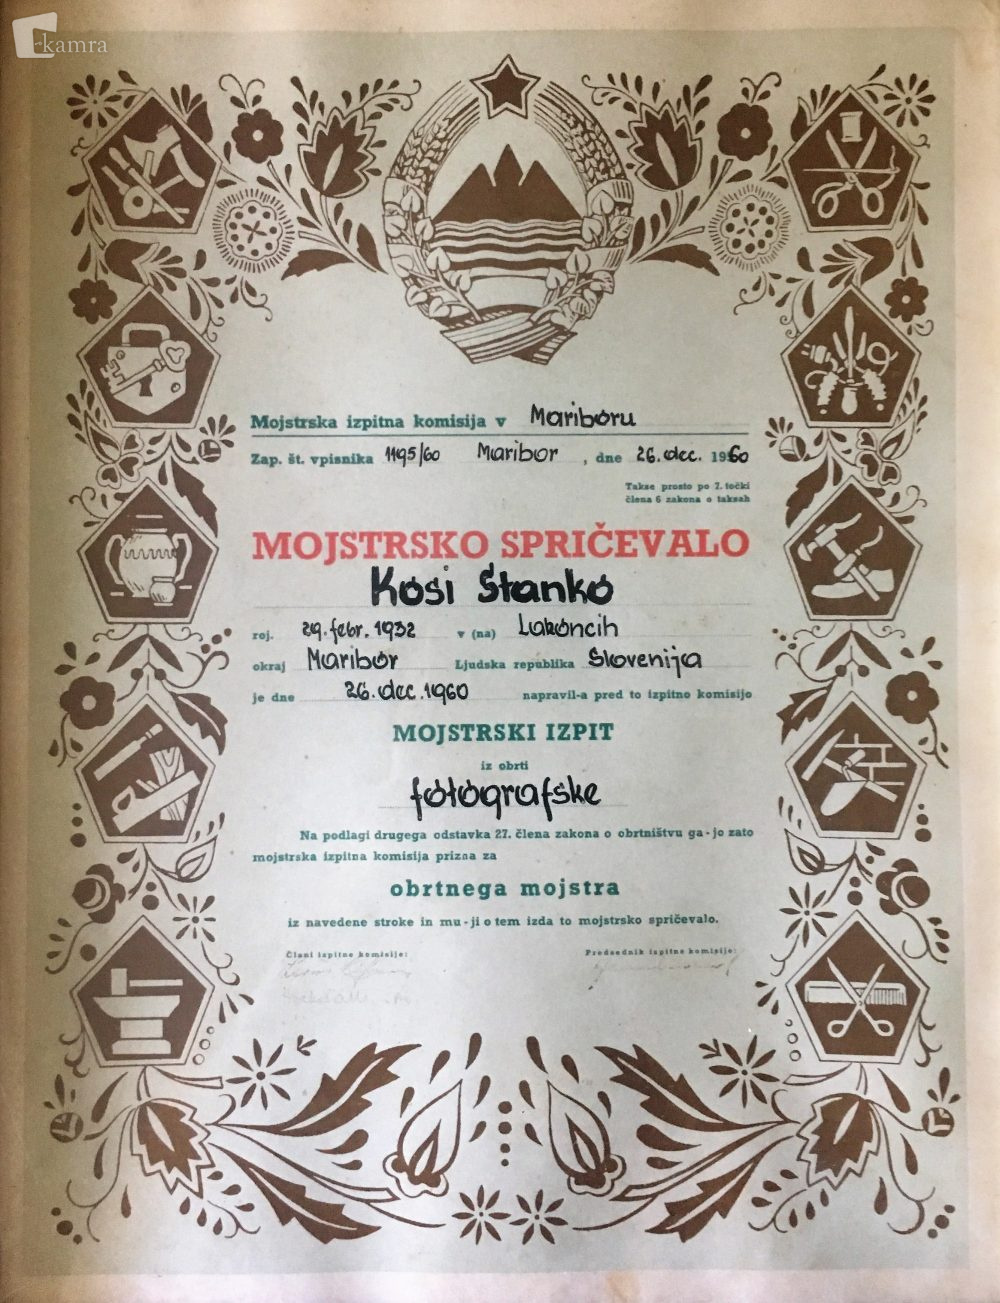 kamra
Mojstrska izpitna komisija v Mariboru
Zap. št. vpisnika 1195/60 Maribor, dne 26. dec. 1960
Takse prosto po 7. točki
člena 6 zakona o taksah
MOJSTRSKO SPRIČEVALO
Kosi Stanko
roj. 29. febr. 1932 v (na) Lakoncih
okraj Maribor Ljudska republika Slovenija
je dne 26. dec. 1960 napravil-a pred to izpitno komisijo
MOJSTRSKI IZPIT
iz obrti
fotografske
Na podlagi drugega odstavka 27. člena zakona o obrtništvu ga-jo zato
mojstrska izpitna komisija prizna za
obrtnega mojstra
iz navedene stroke in mu-ji o tem izda to mojstrsko spričevalo.
Člani izpitne komisije: Predsednik izpitne komisije: